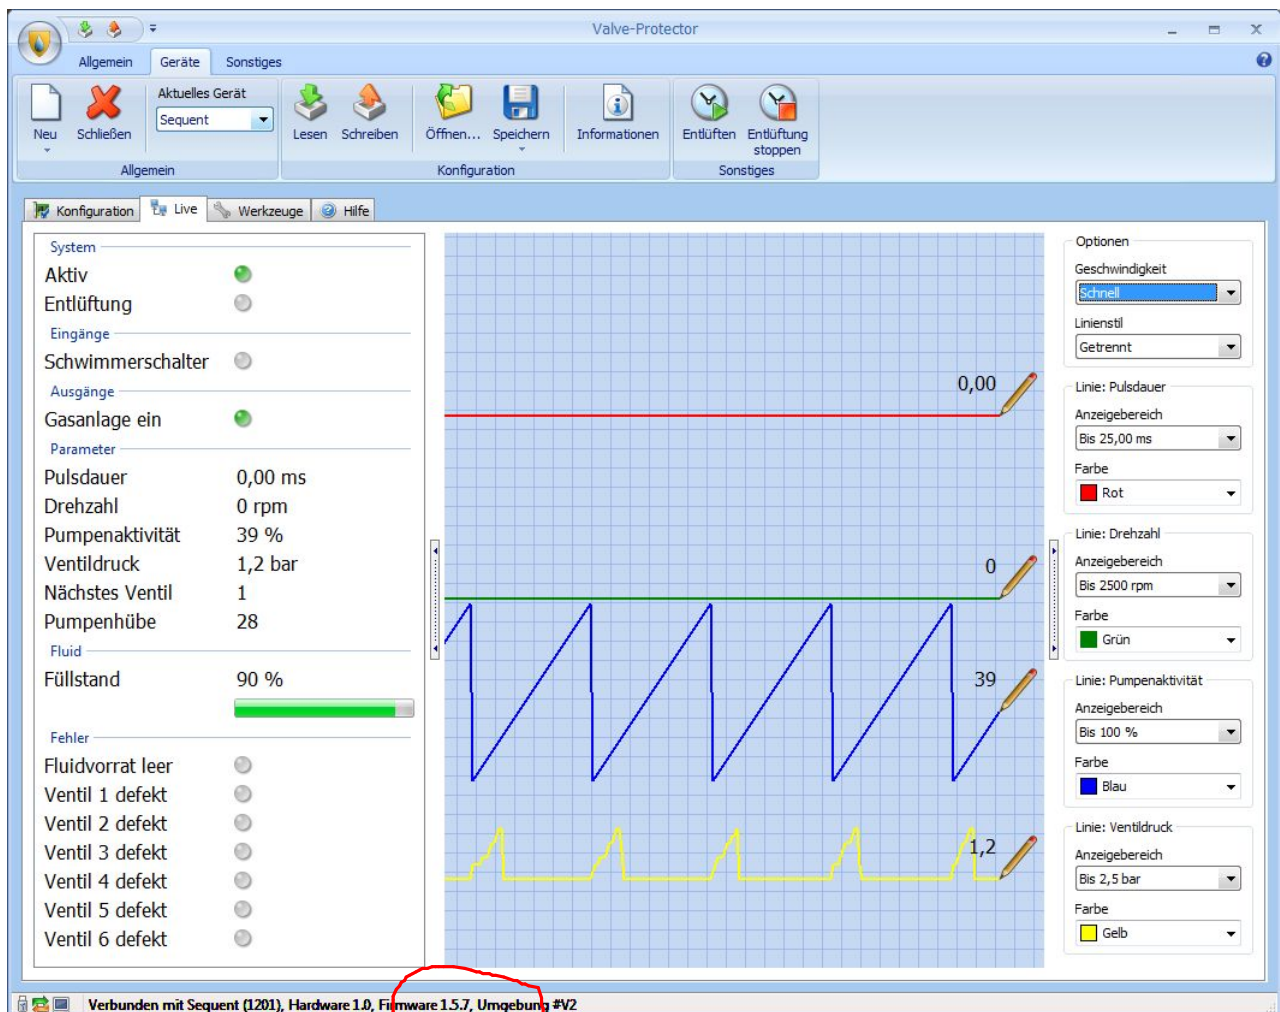 Valve-Protector
Allgemein Geräte Sonstiges
Neu
Schließen
Aktuelles Gerät
Sequent
Allgemein
Lesen
Schreiben
Öffnen...
Speichern
Informationen
Konfiguration
Entlüften
Entlüftung
stoppen
Sonstiges
Konfiguration Live Werkzeuge Hilfe
System
Aktiv
Entlüftung
Eingänge
Schwimmerschalter
Ausgänge
Gasanlage ein
Parameter
Pulsdauer 0,00 ms
Drehzahl 0 rpm
Pumpenaktivität 39 %
Ventildruck 1,2 bar
Nächstes Ventil 1
Pumpenhübe 28
Fluid
Füllstand 90 %
Fehler
Fluidvorrat leer
Ventil 1 defekt
Ventil 2 defekt
Ventil 3 defekt
Ventil 4 defekt
Ventil 5 defekt
Ventil 6 defekt
0,00
0
39
1,2
Optionen
Geschwindigkeit
Schnell
Linienstil
Getrennt
Linie: Pulsdauer
Anzeigebereich
Bis 25,00 ms
Farbe
Rot
Linie: Drehzahl
Anzeigebereich
Bis 2500 rpm
Farbe
Grün
Linie: Pumpenaktivität
Anzeigebereich
Bis 100 %
Farbe
Blau
Linie: Ventildruck
Anzeigebereich
Bis 2,5 bar
Farbe
Gelb
Verbunden mit Sequent (1201), Hardware 1.0, Firmware 1.5.7, Umgebung #V2